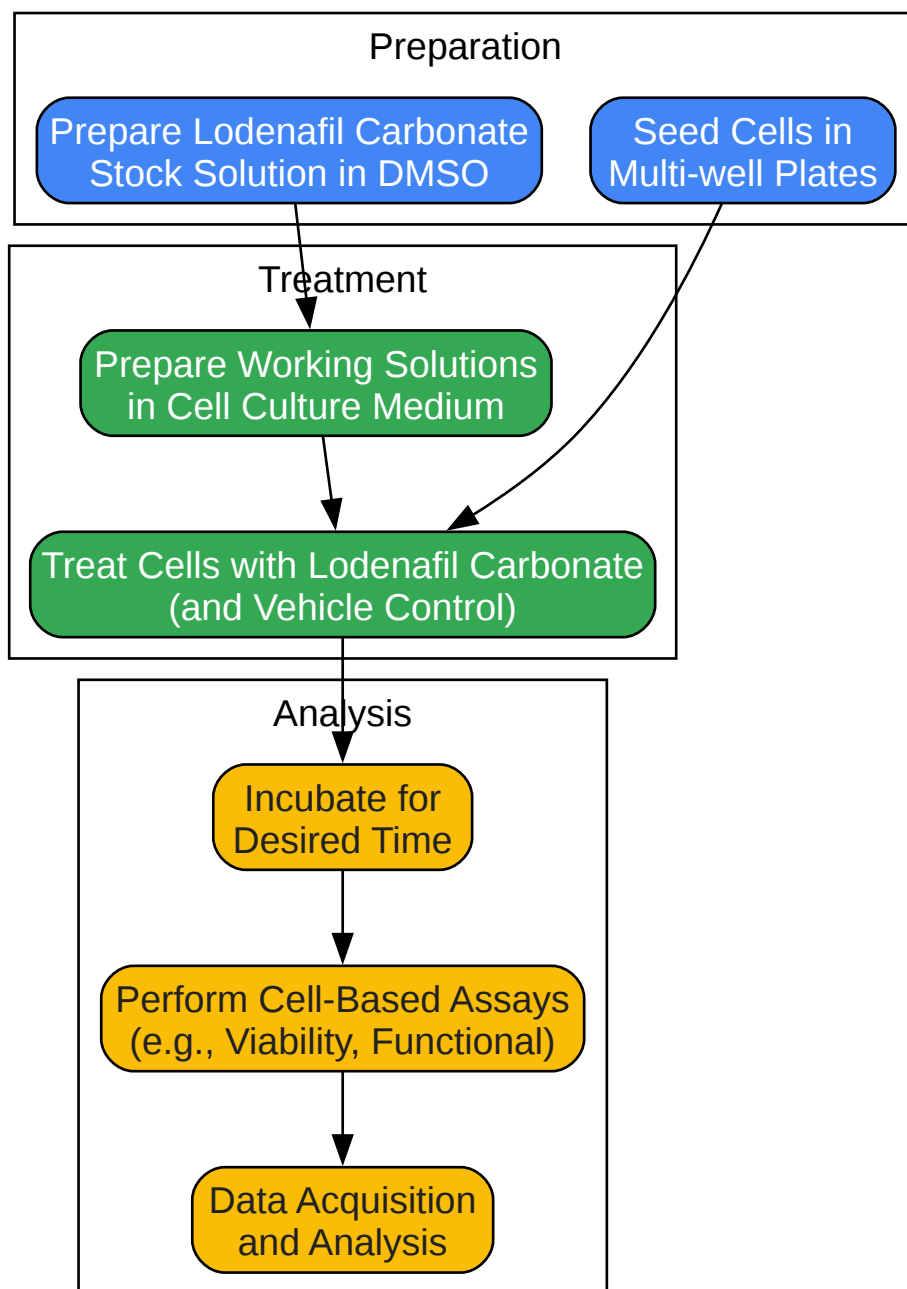 Preparation
Prepare Lodenafil Carbonate
Stock Solution in DMSO
Seed Cells in
Multi-well Plates
Treatment
Prepare Working Solutions
in Cell Culture Medium
Treat Cells with Lodenafil Carbonate
(and Vehicle Control)
Analysis
Incubate for
Desired Time
Perform Cell-Based Assays
(e.g., Viability, Functional)
Data Acquisition
and Analysis